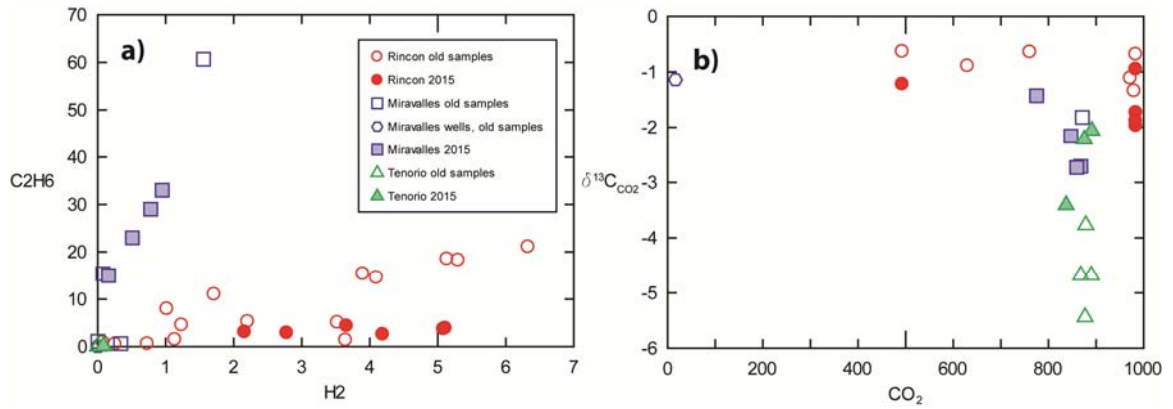 a)
C2H6
70
60
50
40
30
20
10
0
0 1 2 3 4 5 6 7
H2
Rincon old samples
Rincon 2015
Miravalles old samples
Miravalles wells, old samples
Miravalles 2015
Tenorio old samples
Tenorio 2015
b)
δ¹³C_CO2
-0
-1
-2
-3
-4
-5
-6
0 200 400 600 800 1000
CO₂